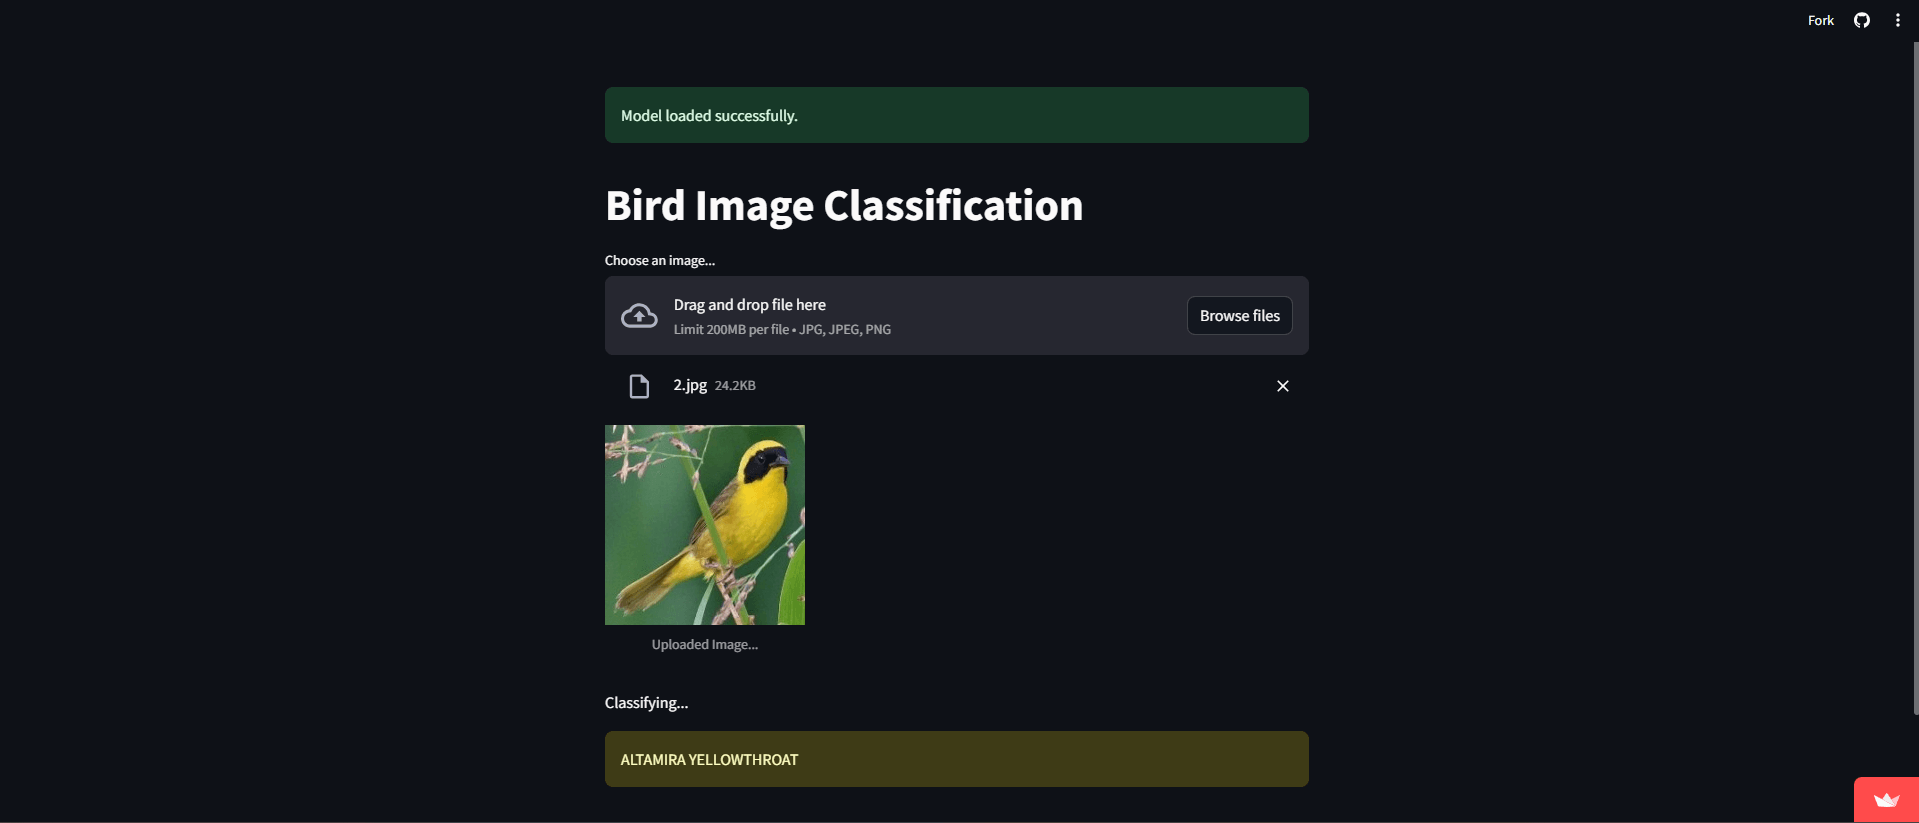 Fork
Model loaded successfully.
Bird Image Classification
Choose an image...
Drag and drop file here
Limit 200MB per file • JPG, JPEG, PNG
Browse files
2.jpg 24.2KB
Uploaded Image...
Classifying...
ALTAMIRA YELLOWTHROAT